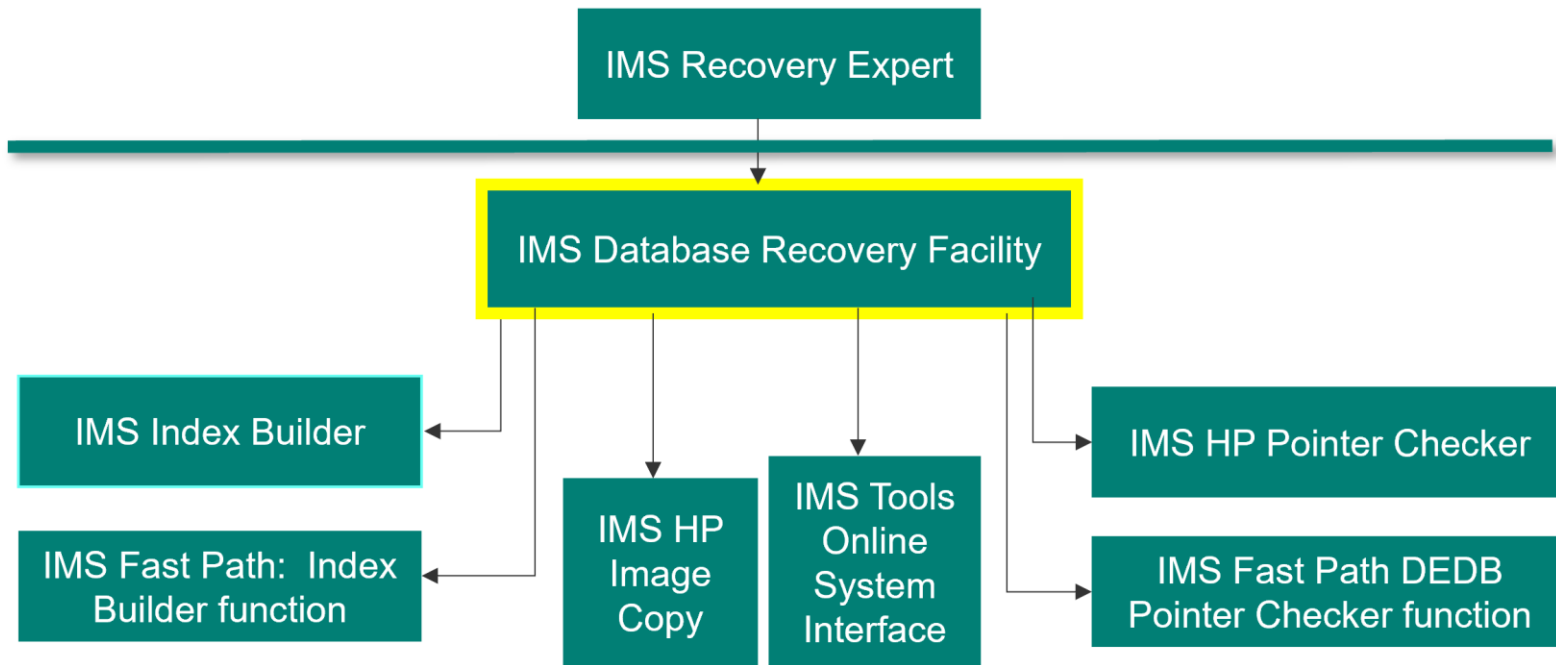 IMS Recovery Expert
IMS Database Recovery Facility
IMS Index Builder
IMS Fast Path:  Index
Builder function
IMS HP
Image
Copy
IMS Tools
Online
System
Interface
IMS HP Pointer Checker
IMS Fast Path DEDB
Pointer Checker function